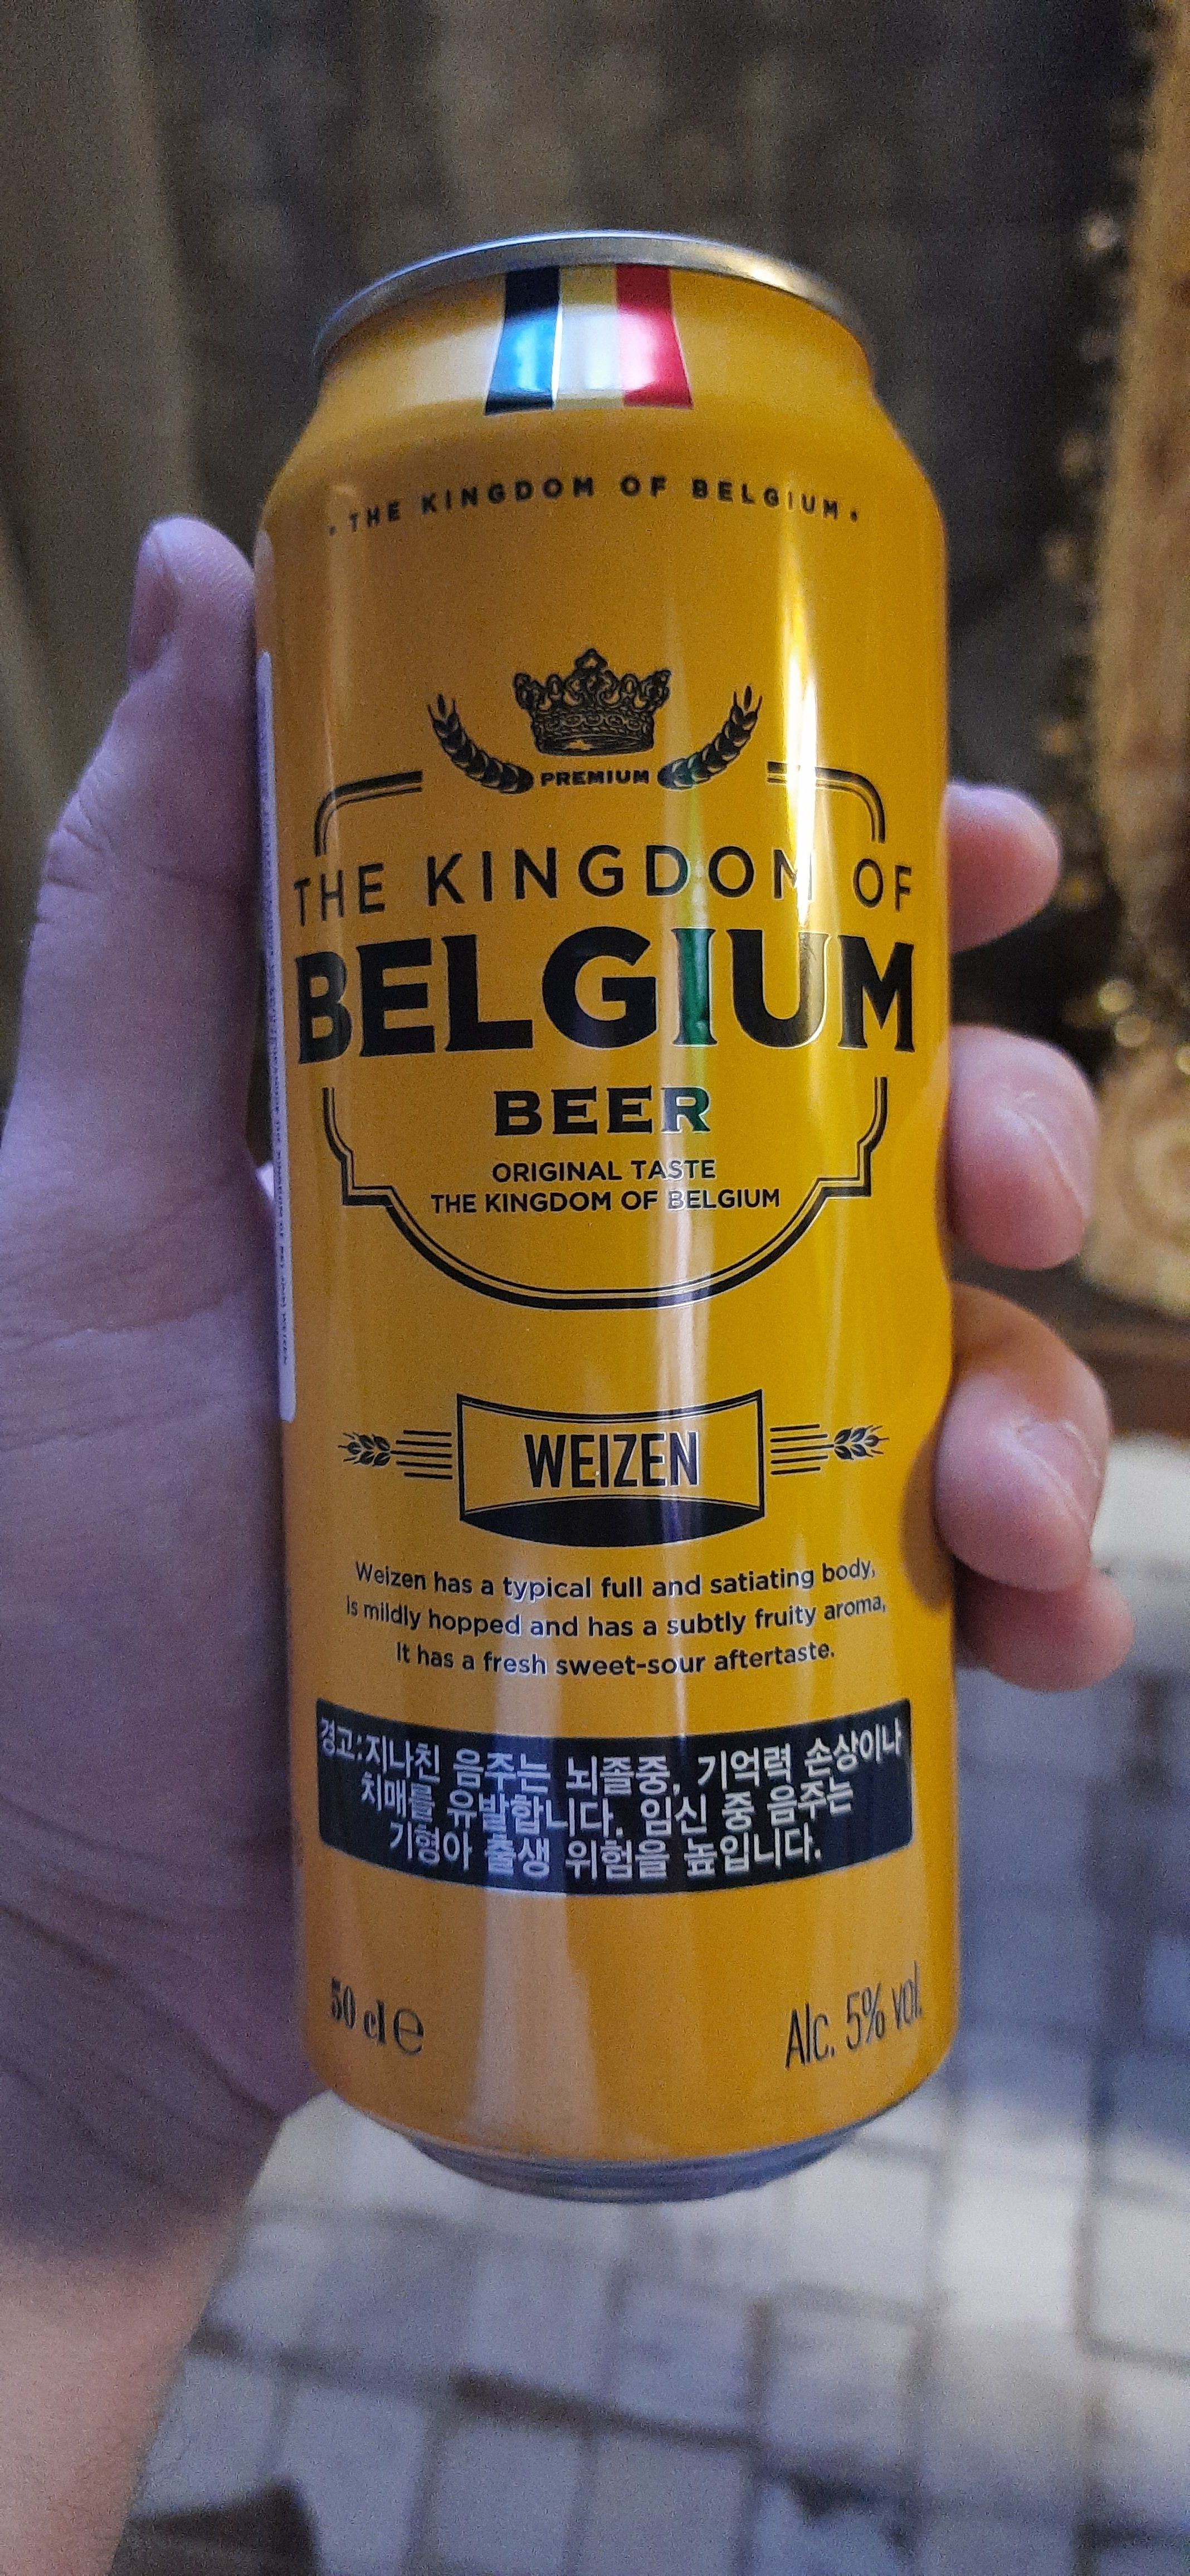 • THE KINGDOM OF BELGIUM •
PREMIUM
THE KINGDOM OF
BELGIUM
BEER
ORIGINAL TASTE
THE KINGDOM OF BELGIUM
WEIZEN
Weizen has a typical full and satiating body,
is mildly hopped and has a subtly fruity aroma,
It has a fresh sweet-sour aftertaste.
경고:지나친 음주는 뇌졸중, 기억력 손상이나
치매를 유발합니다. 임신 중 음주는
기형아 출생 위험을 높입니다.
50 cl ℮
Alc. 5% vol.